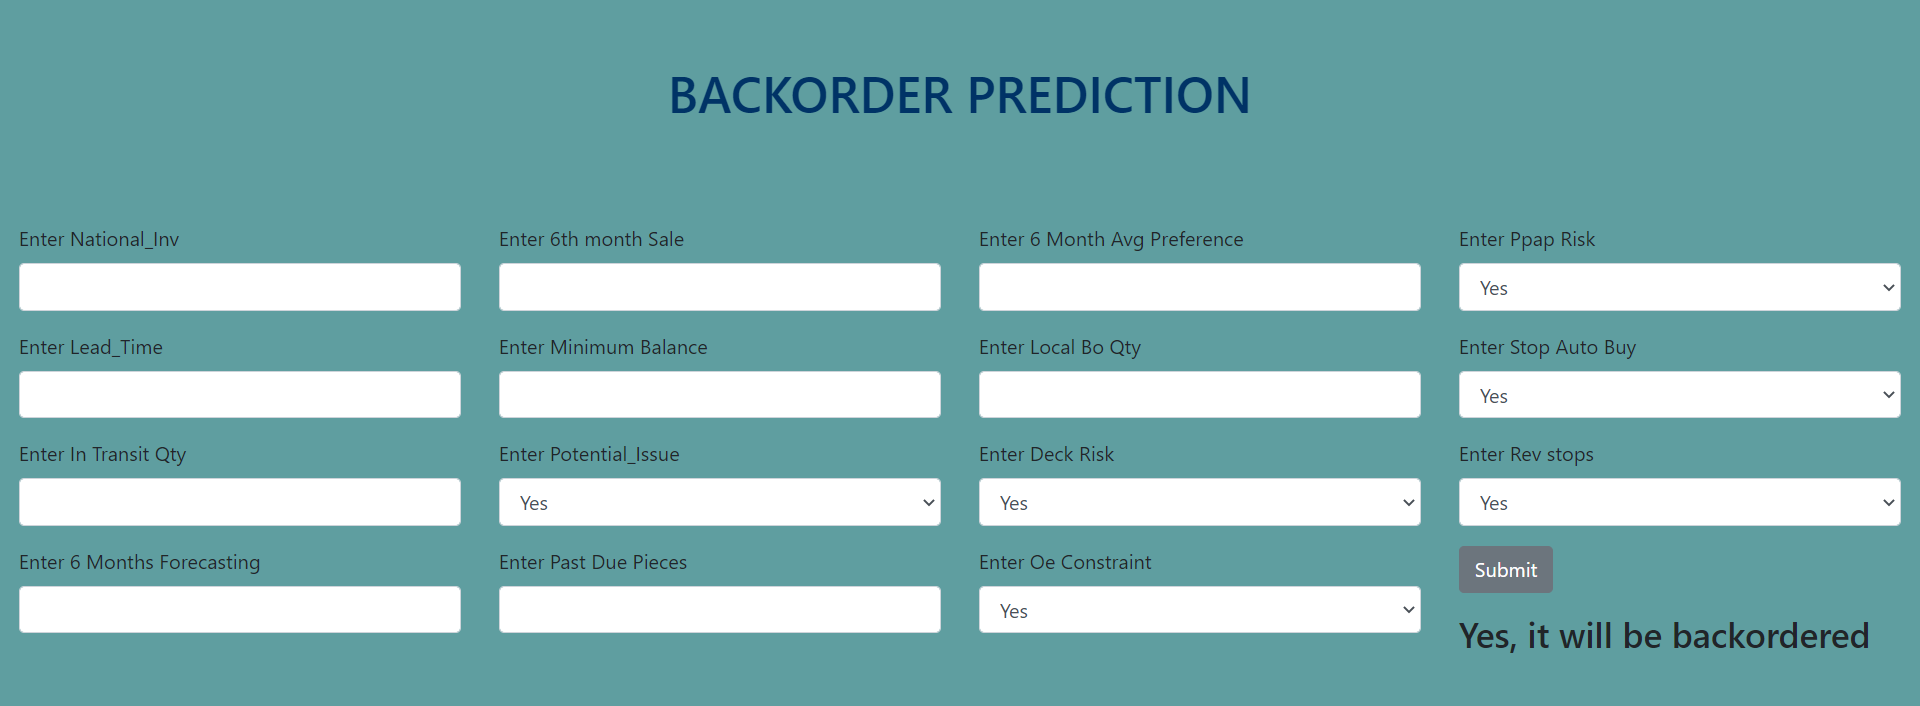 BACKORDER PREDICTION
Enter National_Inv
Enter 6th month Sale
Enter 6 Month Avg Preference
Enter Ppap Risk
Yes
Enter Lead_Time
Enter Minimum Balance
Enter Local Bo Qty
Enter Stop Auto Buy
Yes
Enter In Transit Qty
Enter Potential_Issue
Yes
Enter Deck Risk
Yes
Enter Rev stops
Yes
Enter 6 Months Forecasting
Enter Past Due Pieces
Enter Oe Constraint
Yes
Submit
Yes, it will be backordered